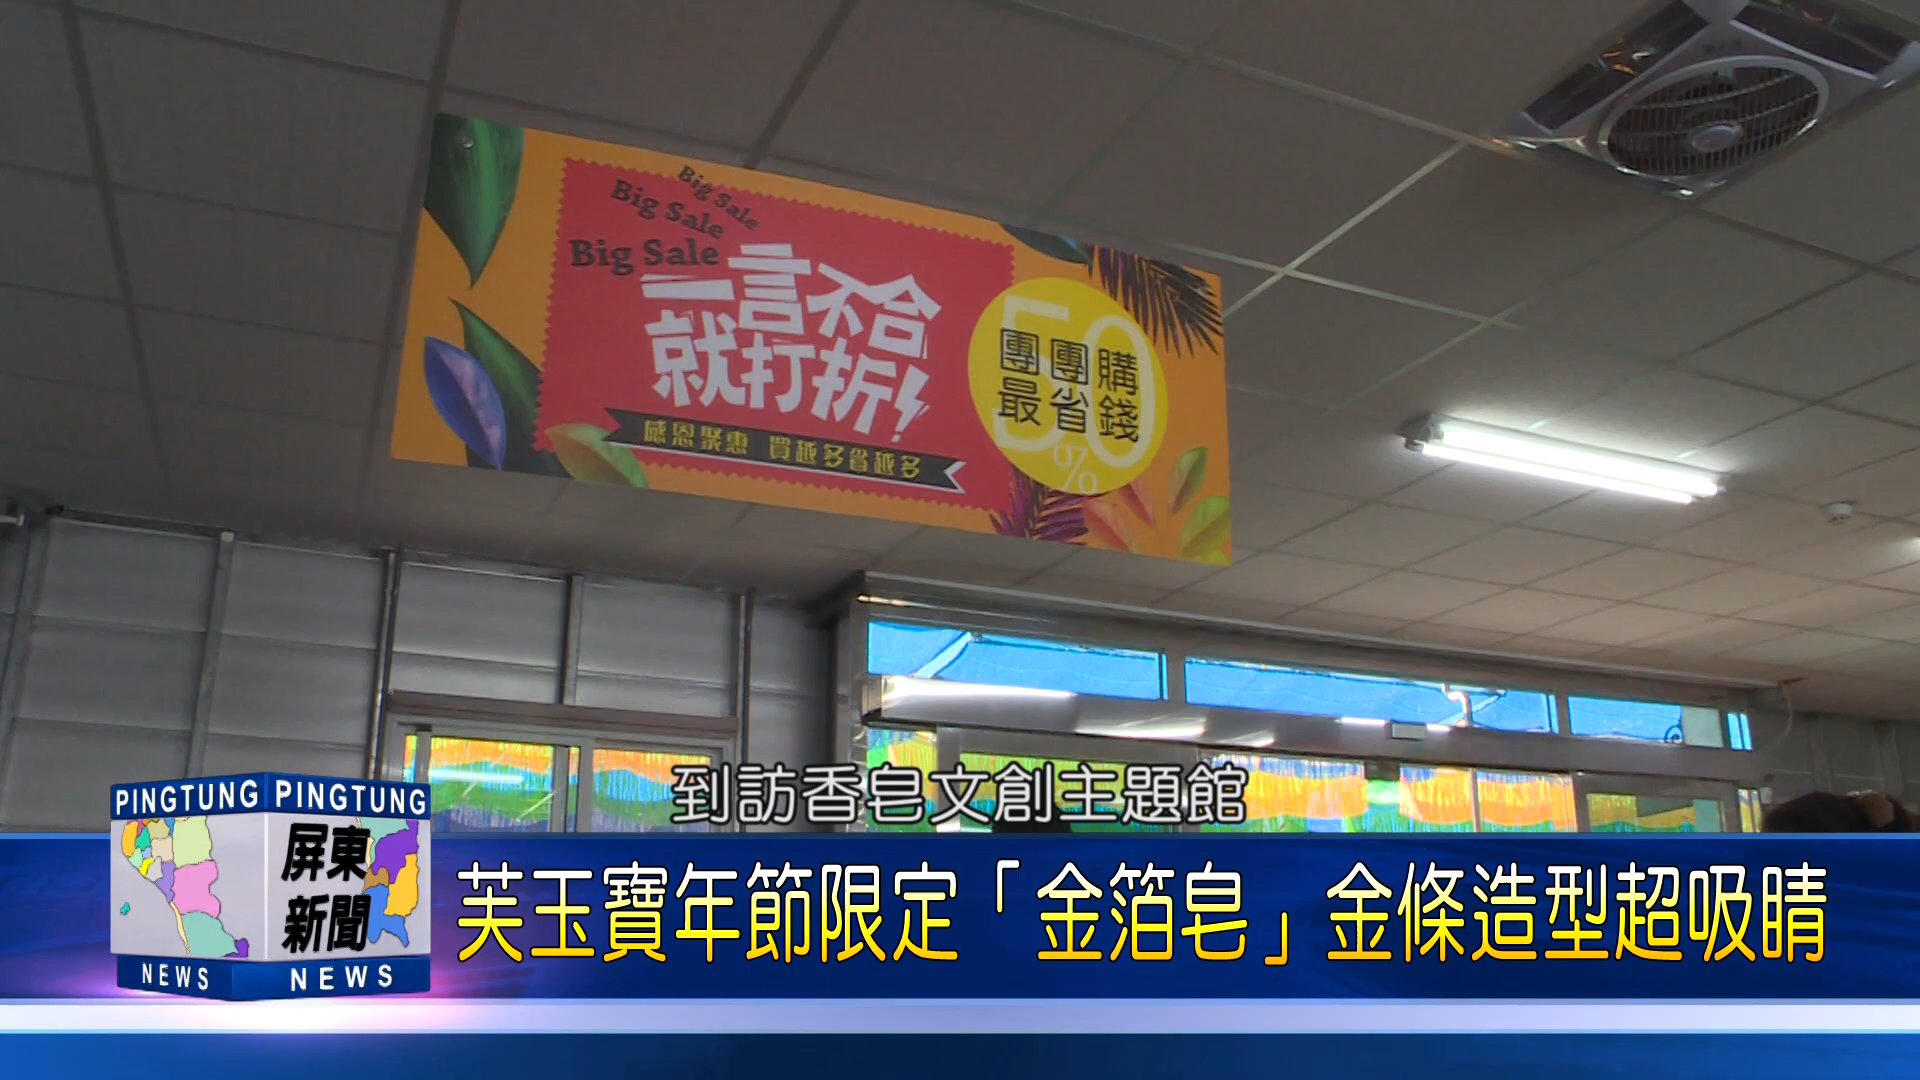 Big Sale
Big Sale
Big Sale
一言不合
就打折!
感恩聚惠 買越多省越多
50%
團團購
最省錢
到訪香皂文創主題館
PINGTUNG PINGTUNG
屏東
新聞
NEWS NEWS
芙玉寶年節限定「金箔皂」金條造型超吸睛